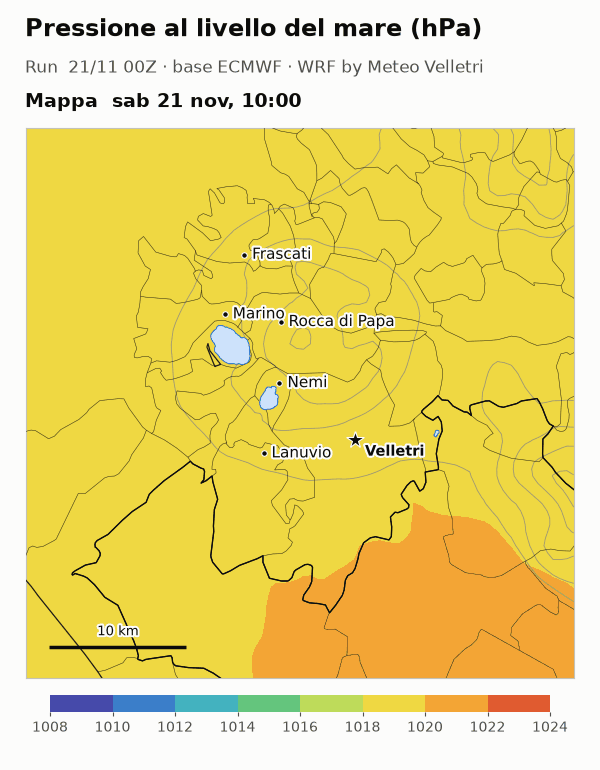 Pressione al livello del mare (hPa)
Run  21/11 00Z · base ECMWF · WRF by Meteo Velletri
Mappa  sab 21 nov, 10:00
Frascati
Marino
Rocca di Papa
Nemi
Velletri
Lanuvio
10 km
1008 1010 1012 1014 1016 1018 1020 1022 1024